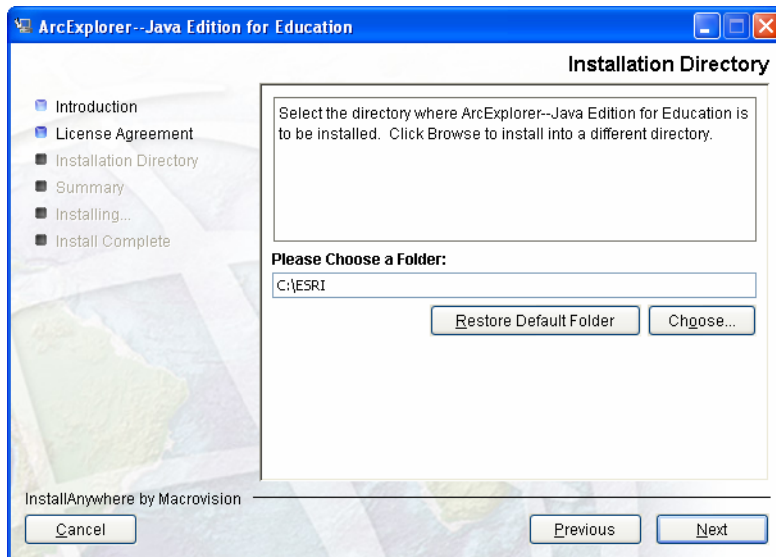 ArcExplorer--Java Edition for Education
Installation Directory
Introduction
License Agreement
Installation Directory
Summary
Installing...
Install Complete
Select the directory where ArcExplorer--Java Edition for Education is
to be installed. Click Browse to install into a different directory.
Please Choose a Folder:
C:\ESRI
Restore Default Folder
Choose...
InstallAnywhere by Macrovision
Cancel
Previous
Next